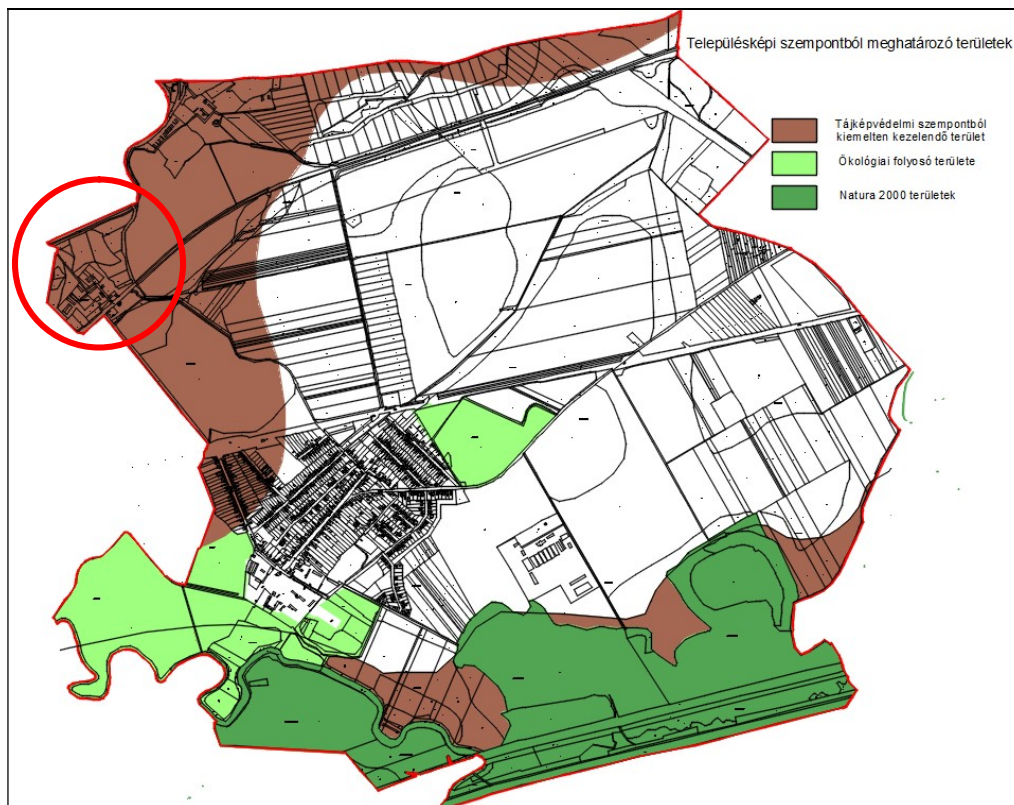 Településképi szempontból meghatározó területek
Tájképvédelmi szempontból
kiemelten kezelendő terület
Ökológiai folyosó területe
Natura 2000 területek